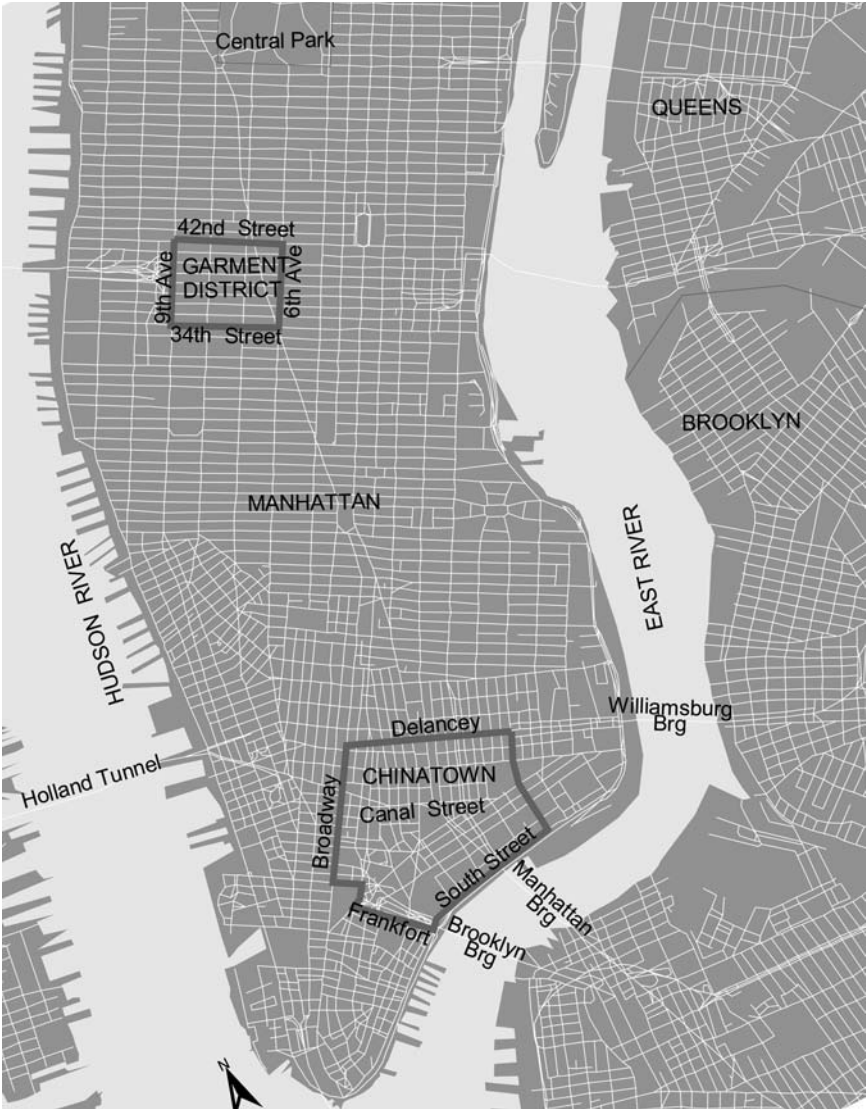 Central Park
QUEENS
42nd Street
9th Ave
GARMENT
DISTRICT
6th Ave
34th Street
BROOKLYN
MANHATTAN
HUDSON RIVER
EAST RIVER
Williamsburg
Brg
Delancey
Holland Tunnel
CHINATOWN
Canal Street
Broadway
South Street
Manhattan
Brg
Frankfort
Brooklyn
Brg
N